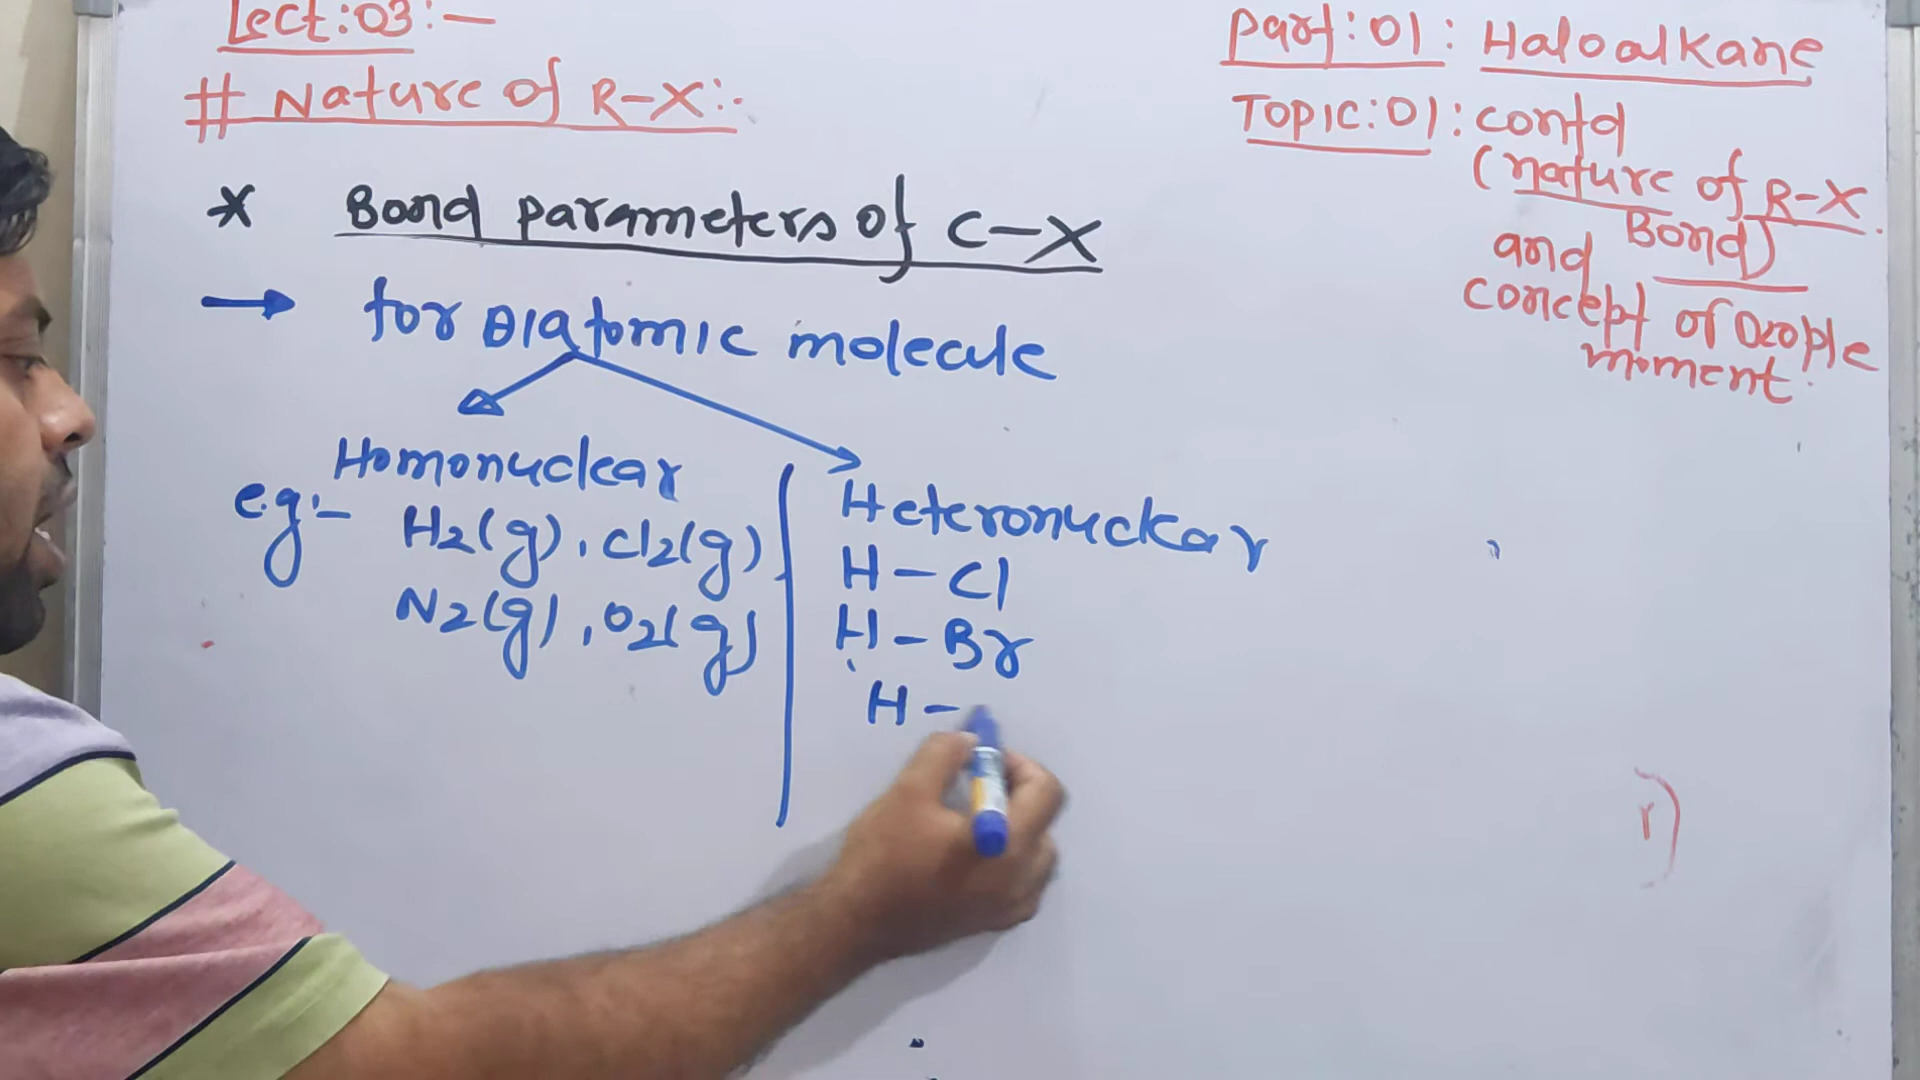 Lect:03:—
# Nature of R-X:-
* Bond parameters of C-X
→ for Diatomic molecule
Homonuclear
e.g:- H2(g), Cl2(g)
N2(g), O2(g)
Heteronuclear
H-Cl
H-Br
H-
Part:01: Haloalkane
Topic:01: contd
(nature of R-X
Bond)
and
concept of
moment.
r)